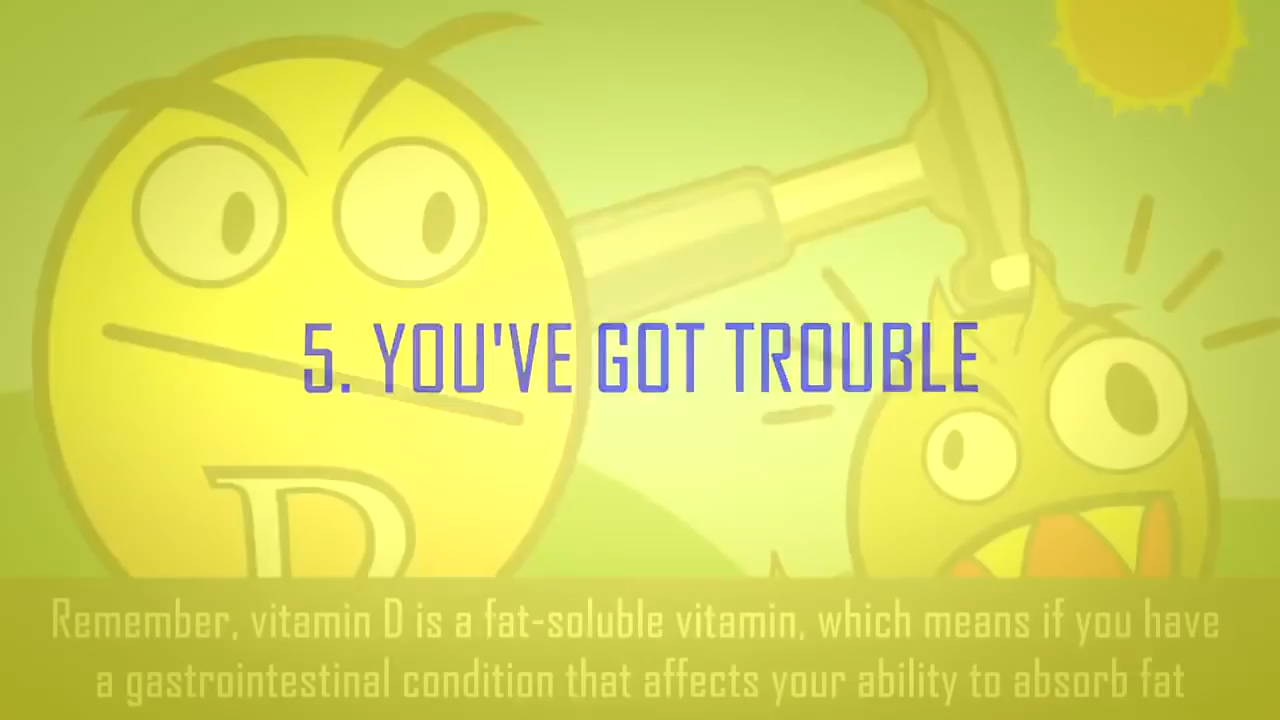 5. YOU'VE GOT TROUBLE
D
Remember, vitamin D is a fat-soluble vitamin, which means if you have
a gastrointestinal condition that affects your ability to absorb fat